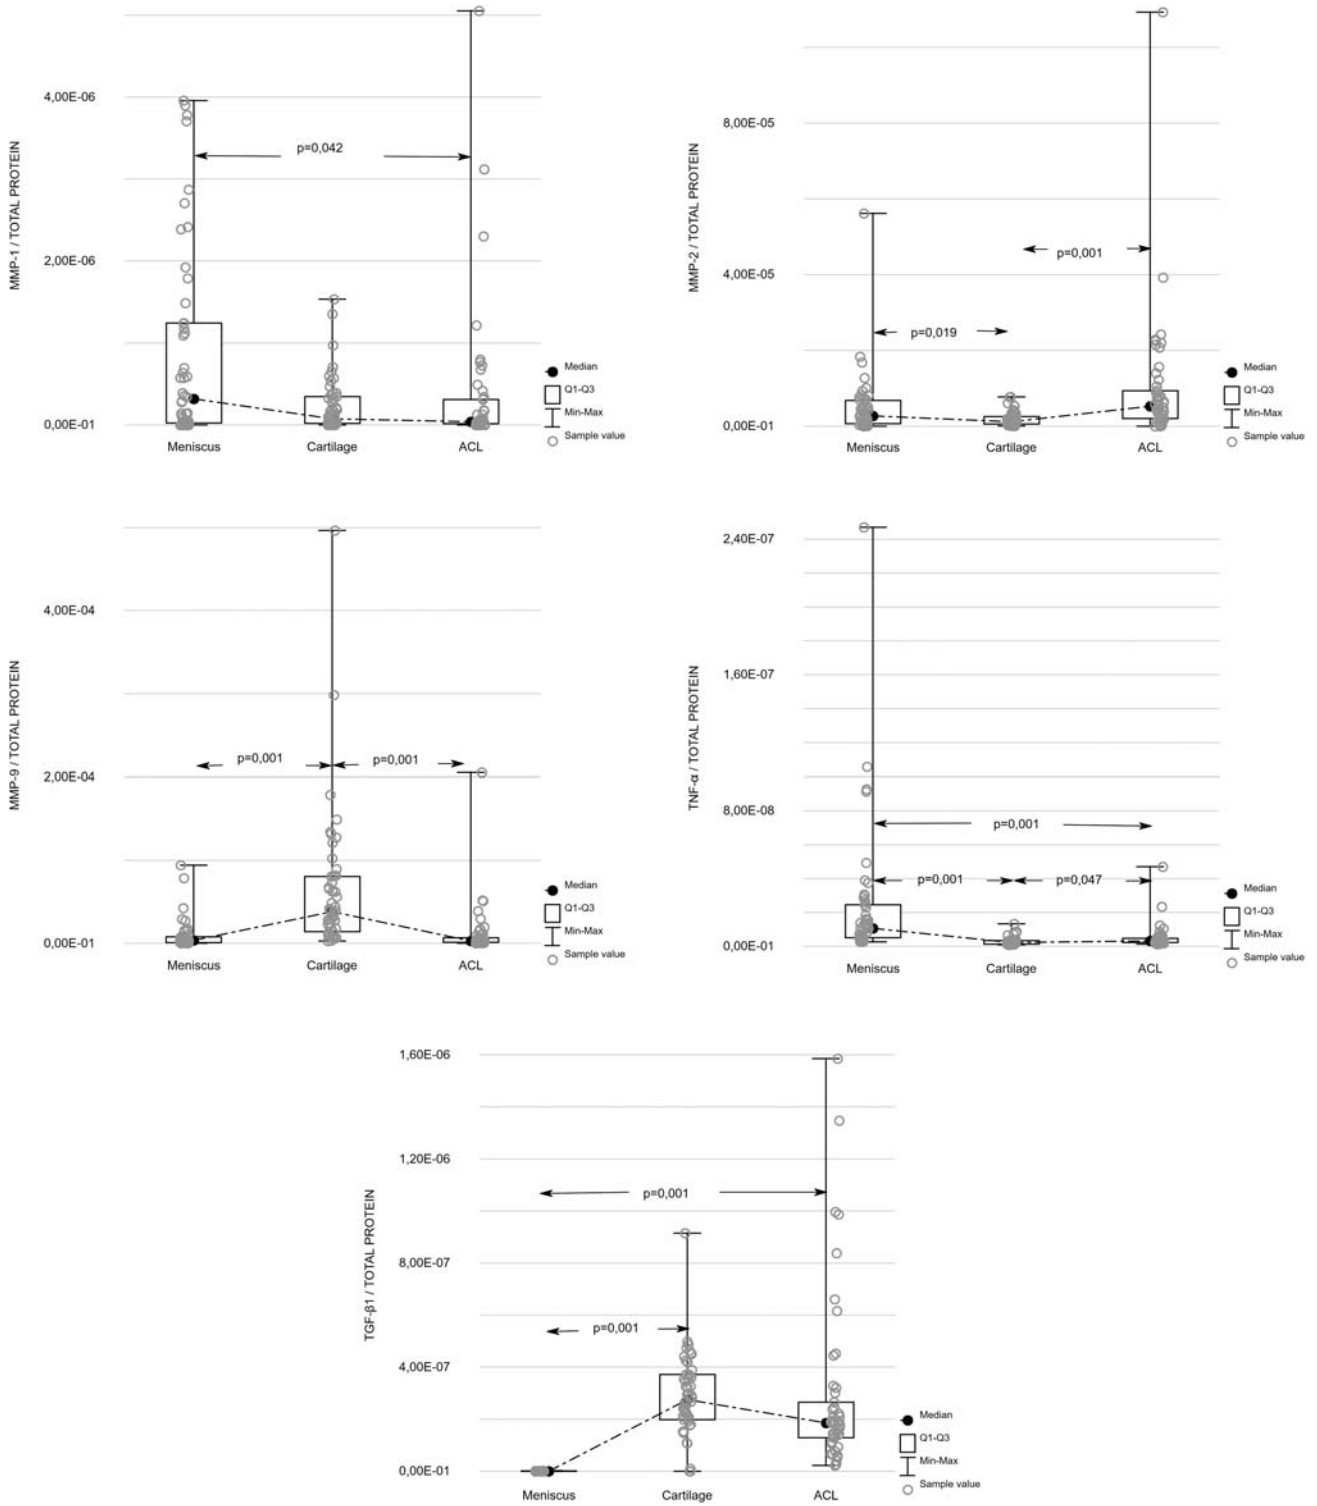 MMP-1 / TOTAL PROTEIN
4,00E-06
2,00E-06
0,00E-01
p=0,042
Meniscus
Cartilage
ACL
Median
Q1-Q3
Min-Max
Sample value
MMP-2 / TOTAL PROTEIN
8,00E-05
4,00E-05
0,00E-01
p=0,001
p=0,019
Meniscus
Cartilage
ACL
Median
Q1-Q3
Min-Max
Sample value
MMP-9 / TOTAL PROTEIN
4,00E-04
2,00E-04
0,00E-01
p=0,001
p=0,001
Meniscus
Cartilage
ACL
Median
Q1-Q3
Min-Max
Sample value
TNF-α / TOTAL PROTEIN
2,40E-07
1,60E-07
8,00E-08
0,00E-01
p=0,001
p=0,001
p=0,047
Meniscus
Cartilage
ACL
Median
Q1-Q3
Min-Max
Sample value
TGF-β1 / TOTAL PROTEIN
1,60E-06
1,20E-06
8,00E-07
4,00E-07
0,00E-01
p=0,001
p=0,001
Meniscus
Cartilage
ACL
Median
Q1-Q3
Min-Max
Sample value